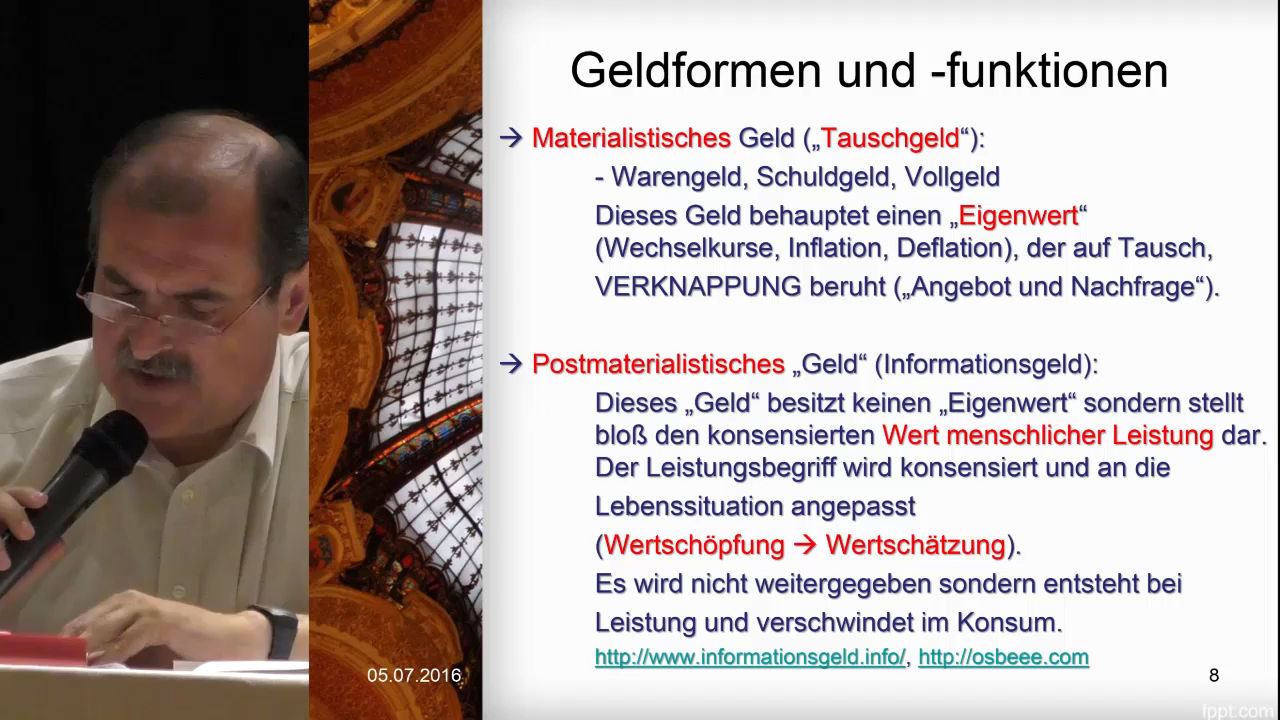 Geldformen und -funktionen
→ Materialistisches Geld („Tauschgeld“):
- Warengeld, Schuldgeld, Vollgeld
Dieses Geld behauptet einen „Eigenwert“
(Wechselkurse, Inflation, Deflation), der auf Tausch,
VERKNAPPUNG beruht („Angebot und Nachfrage“).
→ Postmaterialistisches „Geld“ (Informationsgeld):
Dieses „Geld“ besitzt keinen „Eigenwert“ sondern stellt
bloß den konsensierten Wert menschlicher Leistung dar.
Der Leistungsbegriff wird konsensiert und an die
Lebenssituation angepasst
(Wertschöpfung → Wertschätzung).
Es wird nicht weitergegeben sondern entsteht bei
Leistung und verschwindet im Konsum.
http://www.informationsgeld.info/, http://osbeee.com
05.07.2016
8
fppt.com